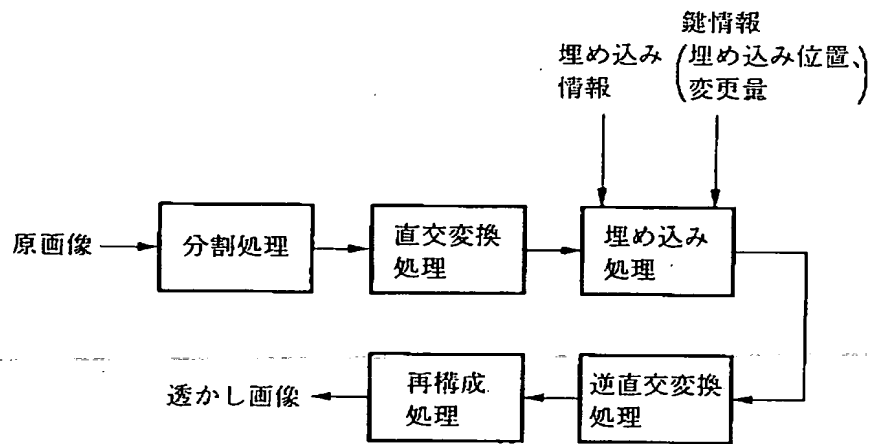 鍵情報
埋め込み
情報
(埋め込み位置、
変更量)
原画像
分割処理
直交変換
処理
埋め込み
処理
透かし画像
再構成
処理
逆直交変換
処理